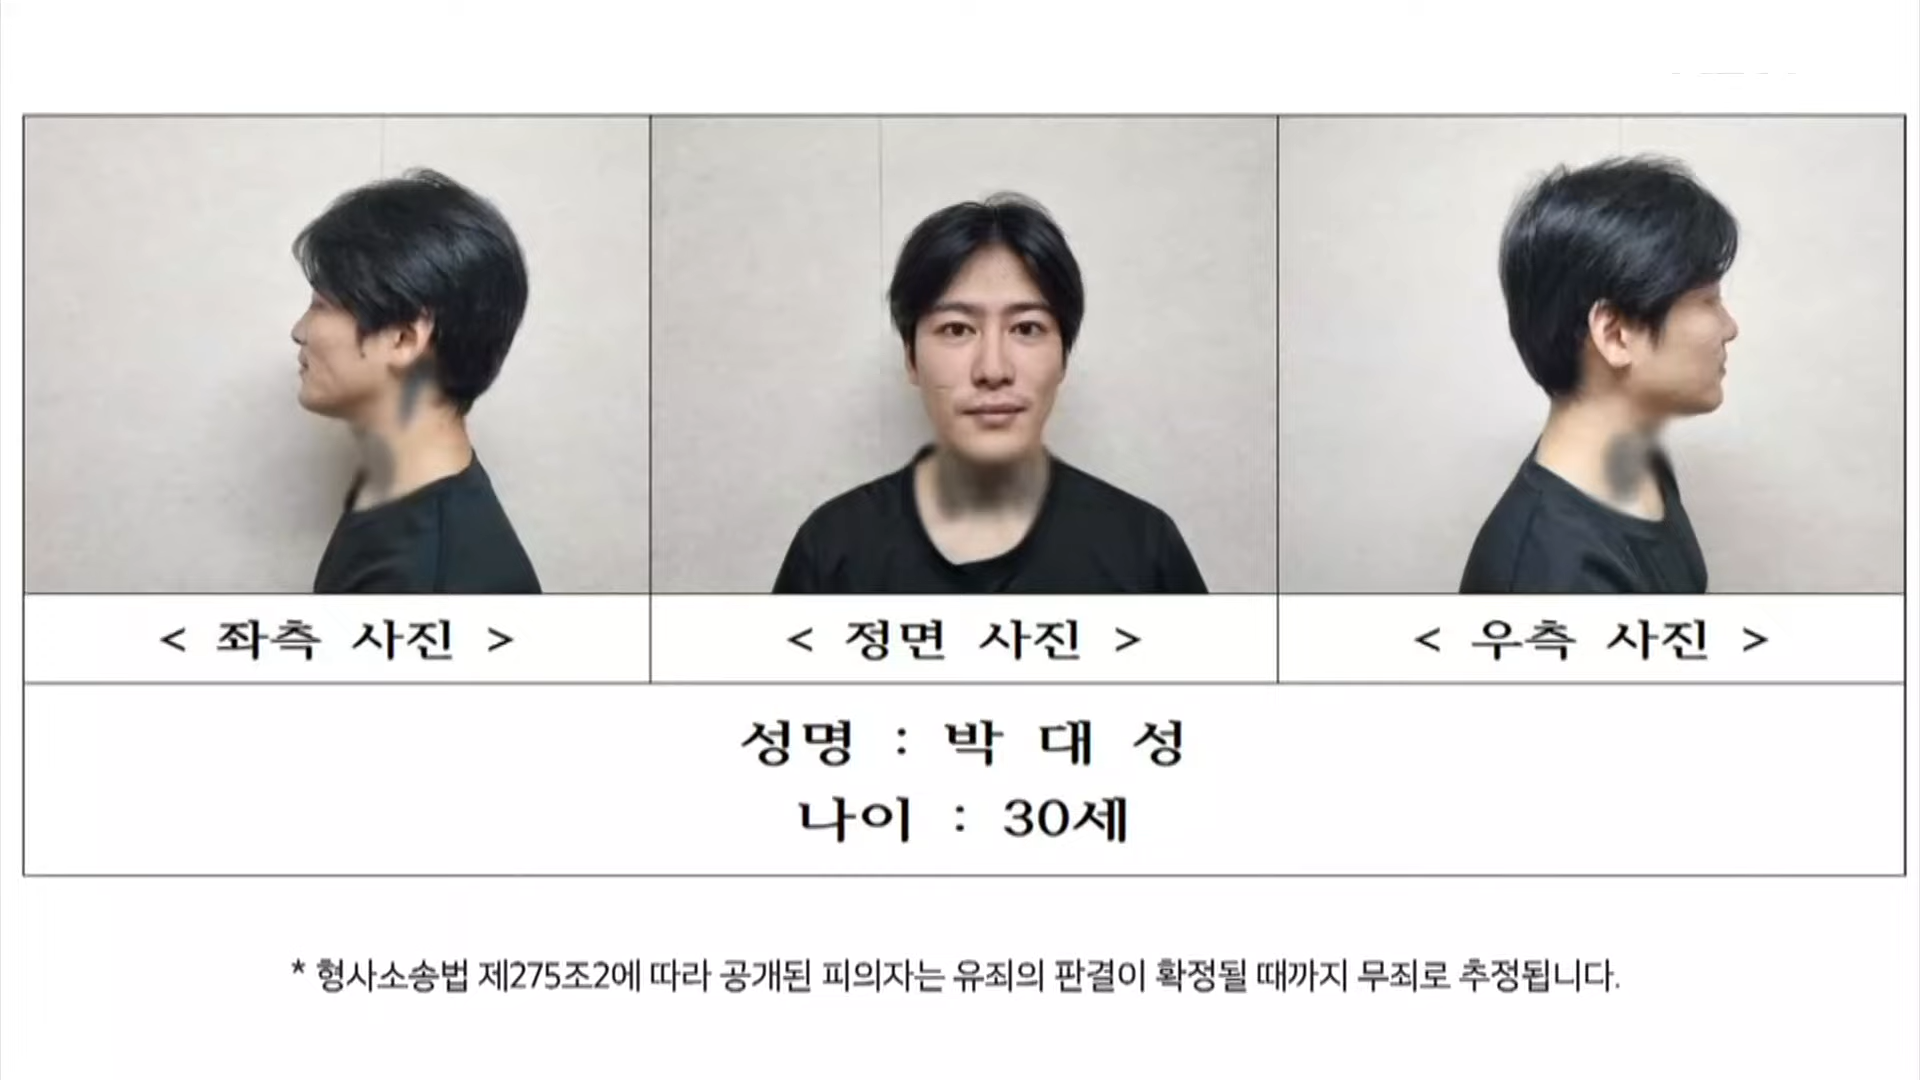 < 좌측 사진 >
< 정면 사진 >
< 우측 사진 >
성명 : 박 대 성
나이 : 30세
* 형사소송법 제275조2에 따라 공개된 피의자는 유죄의 판결이 확정될 때까지 무죄로 추정됩니다.